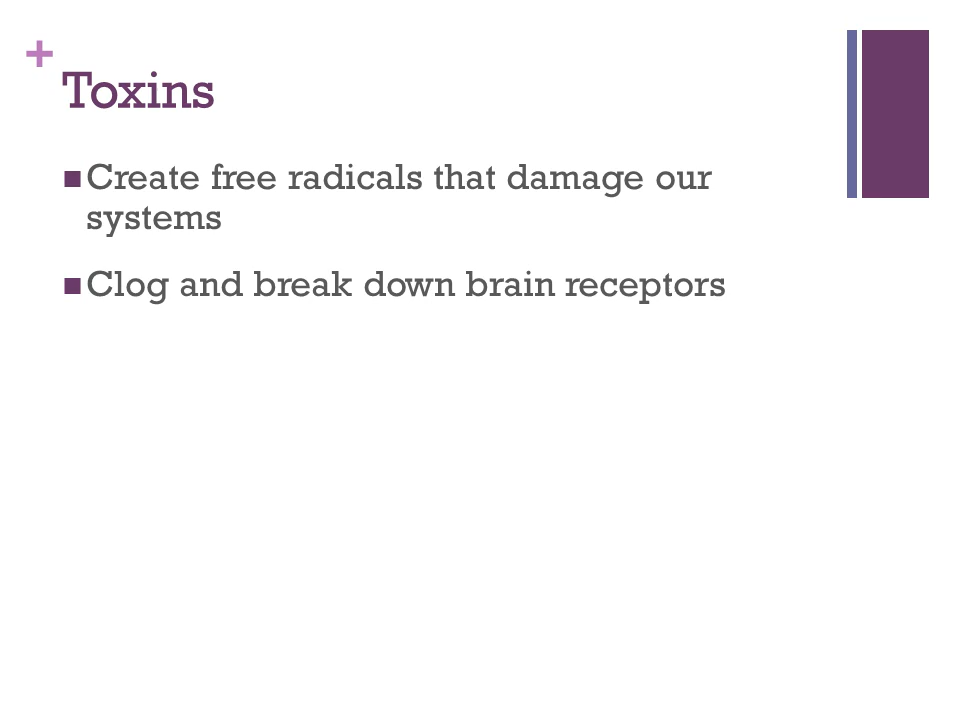 +
Toxins
Create free radicals that damage our
systems
Clog and break down brain receptors